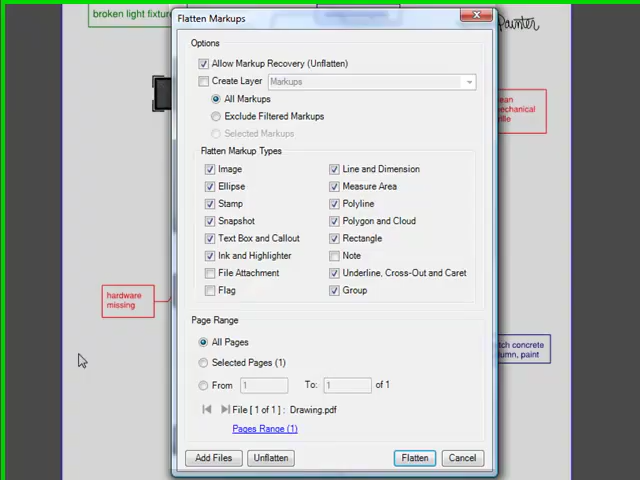 broken light fixture
Painter
Flatten Markups
Options
Allow Markup Recovery (Unflatten)
Create Layer
Markups
All Markups
Exclude Filtered Markups
Selected Markups
Flatten Markup Types
Image
Line and Dimension
Ellipse
Measure Area
Stamp
Polyline
Snapshot
Polygon and Cloud
Text Box and Callout
Rectangle
Ink and Highlighter
Note
File Attachment
Underline, Cross-Out and Caret
Flag
Group
Page Range
All Pages
Selected Pages (1)
From 1 To: 1 of 1
File [ 1 of 1 ] : Drawing.pdf
Pages Range (1)
Add Files
Unflatten
Flatten
Cancel
hardware
missing
concrete
paint